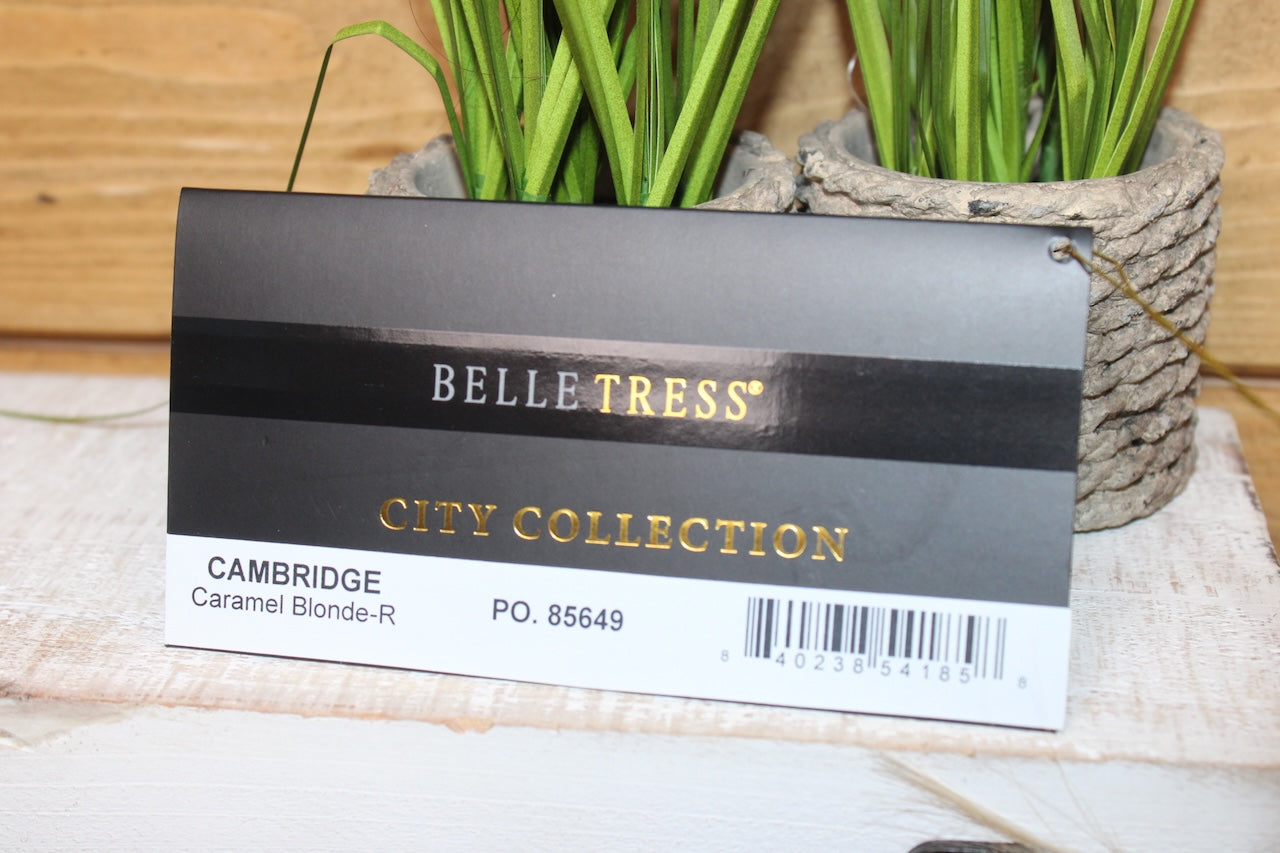 BELLE TRESS®
CITY COLLECTION
CAMBRIDGE
Caramel Blonde-R
PO. 85649
8 40238 54185 8